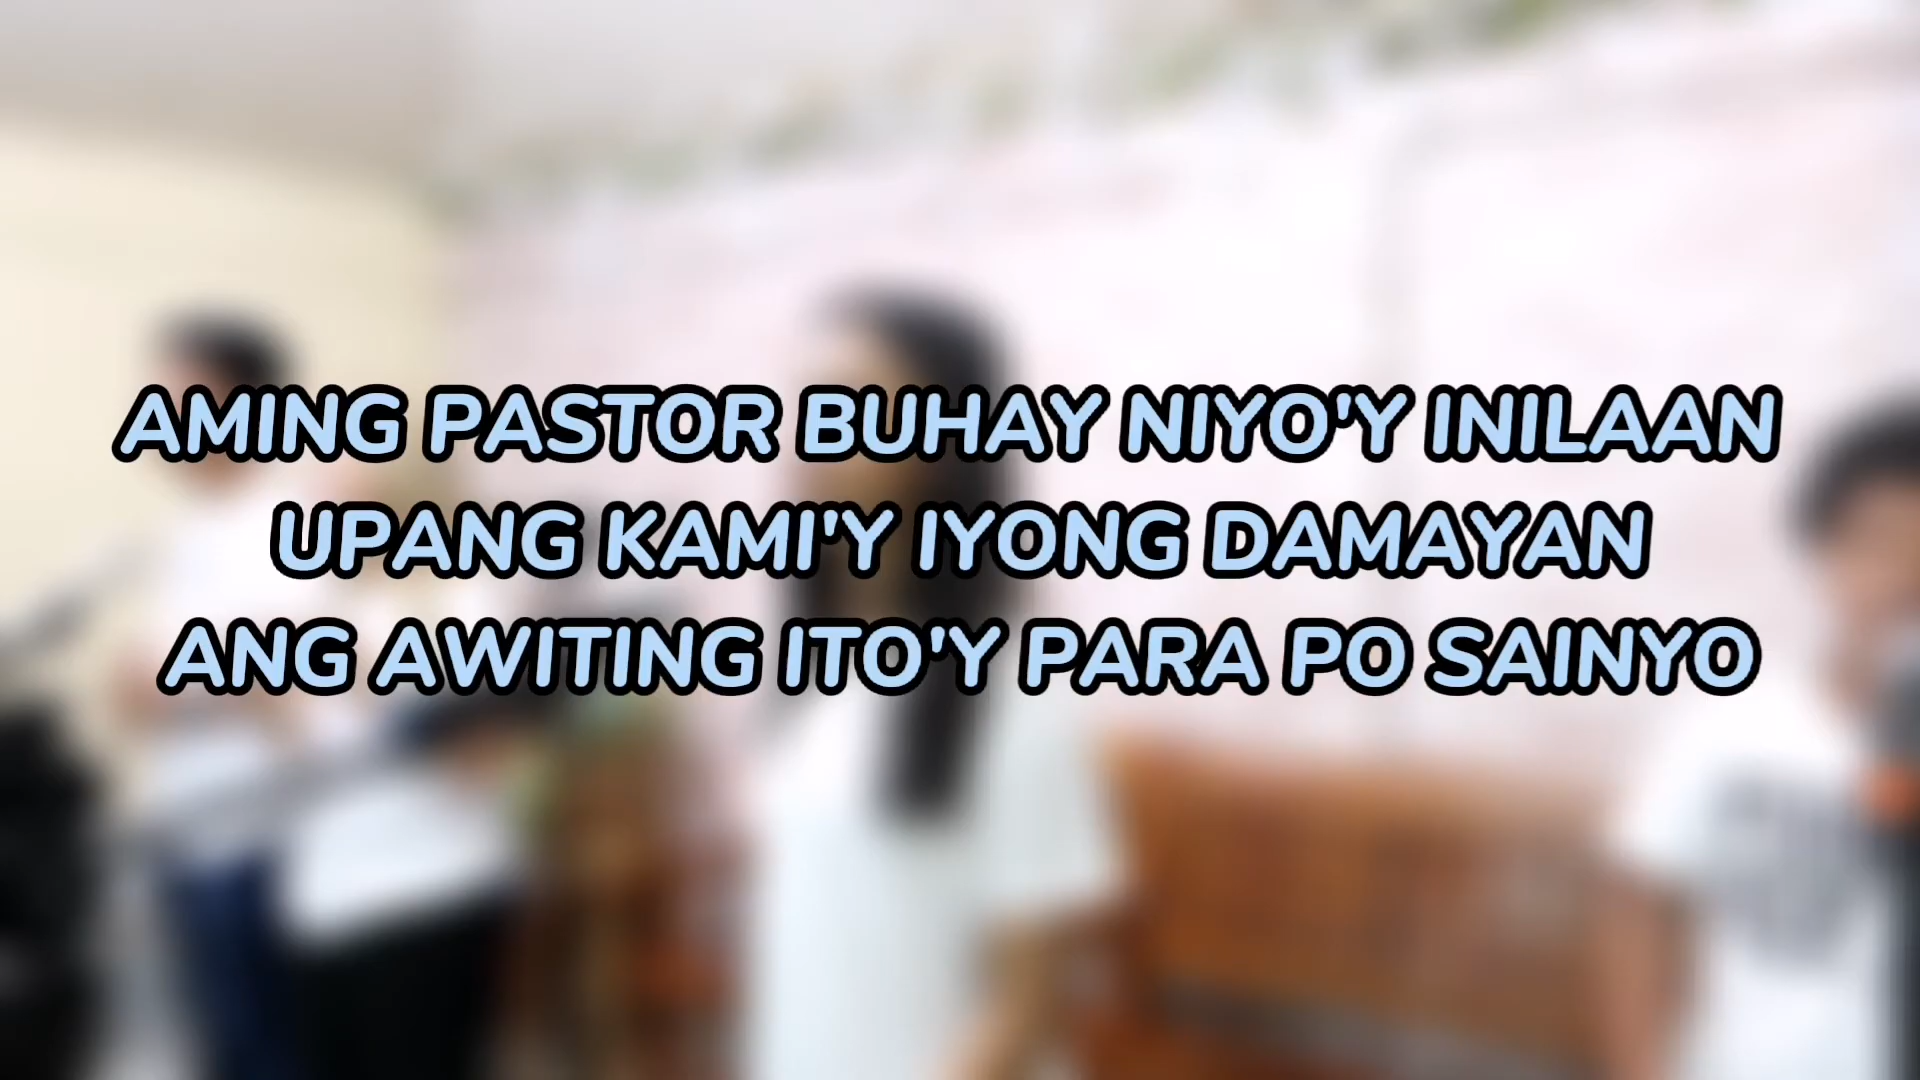 AMING PASTOR BUHAY NIYO'Y INILAAN
UPANG KAMI'Y IYONG DAMAYAN
ANG AWITING ITO'Y PARA PO SAINYO